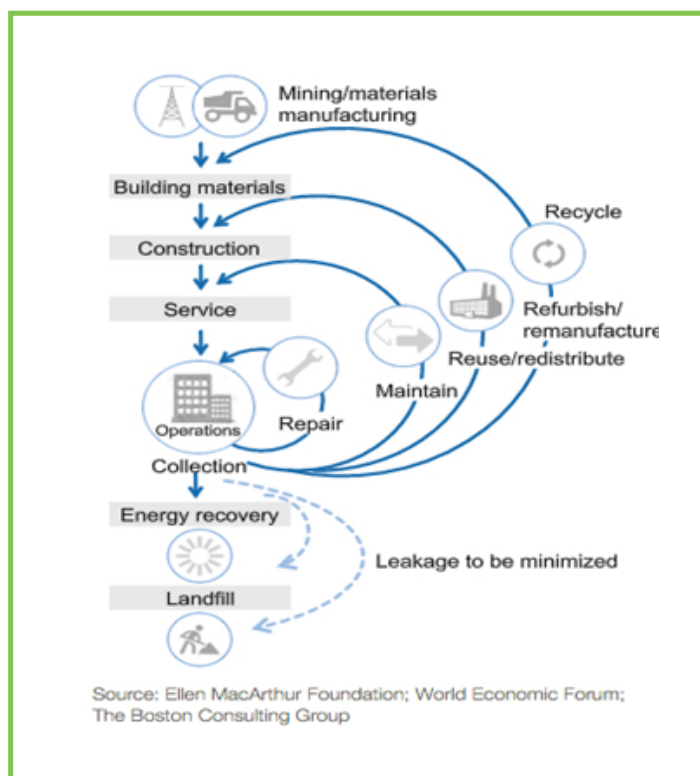 Mining/materials
manufacturing
Building materials
Recycle
Construction
Service
Refurbish/
remanufacture
Reuse/redistribute
Maintain
Repair
Operations
Collection
Energy recovery
Leakage to be minimized
Landfill
Source: Ellen MacArthur Foundation; World Economic Forum;
The Boston Consulting Group